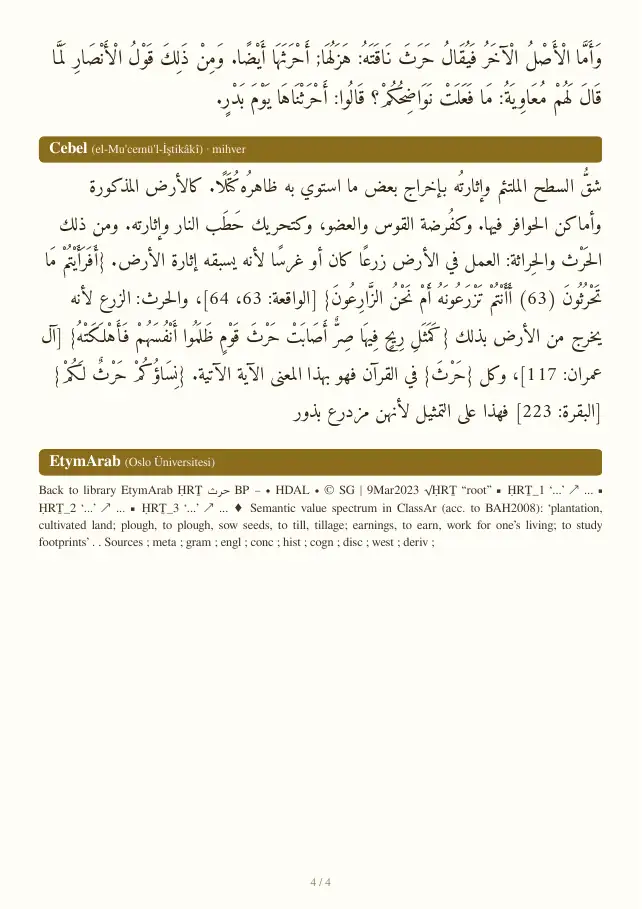 وَأَمَّا الْأَصْلُ الْآخَرُ فَيُقَالُ حَرَثَ نَاقَتَهُ: هَزَلَهَا; أَحْرَثَهَا أَيْضًا. وَمِنْ ذَلِكَ قَوْلُ الْأَنْصَارِ لَمَّا
قَالَ لَهُمْ مُعَاوِيَةُ: مَا فَعَلَتْ نَوَاضِحُكُمْ؟ قَالُوا: أَحْرَثْنَاهَا يَوْمَ بَدْرٍ.
Cebel (el-Mu'cemü'l-İştikâkî) · mihver
شقُّ السطح الملتئم وإثارتُه بإخراج بعض ما استوي به ظاهرُه كُتَلًا. كالأرض المذكورة
وأماكن الحوافر فيها. وكفُرضة القوس والعضو، وكتحريك حَطَب النار وإثارته. ومن ذلك
الحَرْث والحِراثة: العمل في الأرض زرعًا كان أو غرسًا لأنه يسبقه إثارة الأرض. {أَفَرَأَيْتُمْ مَا
تَحْرُثُونَ (63) أَأَنْتُمْ تَزْرَعُونَهُ أَمْ نَحْنُ الزَّارِعُونَ} [الواقعة: 63، 64]، والحرث: الزرع لأنه
يخرج من الأرض بذلك {كَمَثَلِ رِيحٍ فِيهَا صِرٌّ أَصَابَتْ حَرْثَ قَوْمٍ ظَلَمُوا أَنْفُسَهُمْ فَأَهْلَكَتْهُ} [آل
عمران: 117]، وكل {حَرْثَ} في القرآن فهو بهذا المعنى الآية الآتية. {نِسَاؤُكُمْ حَرْثٌ لَكُمْ}
[البقرة: 223] فهذا على التمثيل لأنهن مزدرع بذور
EtymArab (Oslo Üniversitesi)
Back to library EtymArab ḤRṮ حرث BP – • HDAL • © SG | 9Mar2023 √ḤRṮ “root” ▪ ḤRṮ_1 ‘...’ ↗ ... ▪
ḤRṮ_2 ‘...’ ↗ ... ▪ ḤRṮ_3 ‘...’ ↗ ... ♦ Semantic value spectrum in ClassAr (acc. to BAH2008): ‘plantation,
cultivated land; plough, to plough, sow seeds, to till, tillage; earnings, to earn, work for one’s living; to study
footprints’ . . Sources ; meta ; gram ; engl ; conc ; hist ; cogn ; disc ; west ; deriv ;
4 / 4